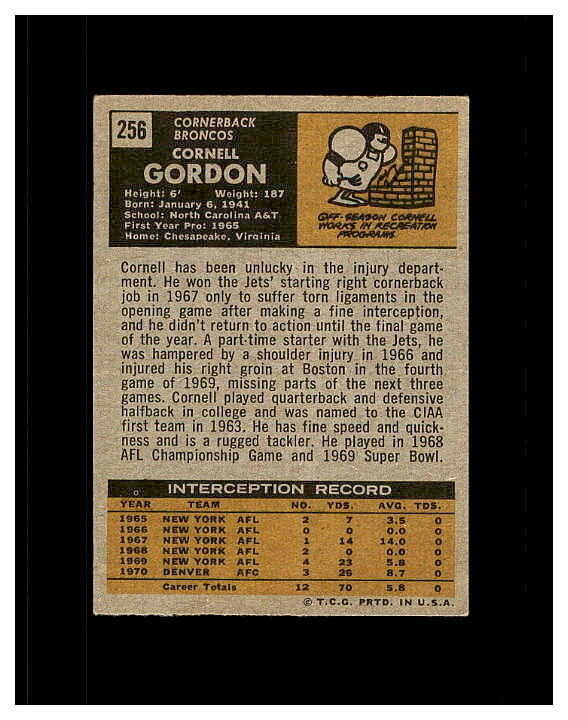 256
CORNERBACK
BRONCOS
CORNELL
GORDON
Height: 6' Weight: 187
Born: January 6, 1941
School: North Carolina A&T
First Year Pro: 1965
Home: Chesapeake, Virginia
OFF-SEASON CORNELL
WORKS IN RECREATION
PROGRAMS
Cornell has been unlucky in the injury depart-
ment. He won the Jets' starting right cornerback
job in 1967 only to suffer torn ligaments in the
opening game after making a fine interception,
and he didn't return to action until the final game
of the year. A part-time starter with the Jets, he
was hampered by a shoulder injury in 1966 and
injured his right groin at Boston in the fourth
game of 1969, missing parts of the next three
games. Cornell played quarterback and defensive
halfback in college and was named to the CIAA
first team in 1963. He has fine speed and quick-
ness and is a rugged tackler. He played in 1968
AFL Championship Game and 1969 Super Bowl.
INTERCEPTION RECORD
YEAR TEAM NO. YDS. AVG. TDS.
1965 NEW YORK AFL 2 7 3.5 0
1966 NEW YORK AFL 0 0 0.0 0
1967 NEW YORK AFL 1 14 14.0 0
1968 NEW YORK AFL 2 0 0.0 0
1969 NEW YORK AFL 4 23 5.8 0
1970 DENVER AFC 3 26 8.7 0
Career Totals 12 70 5.8 0
© T.C.G. PRTD. IN U.S.A.